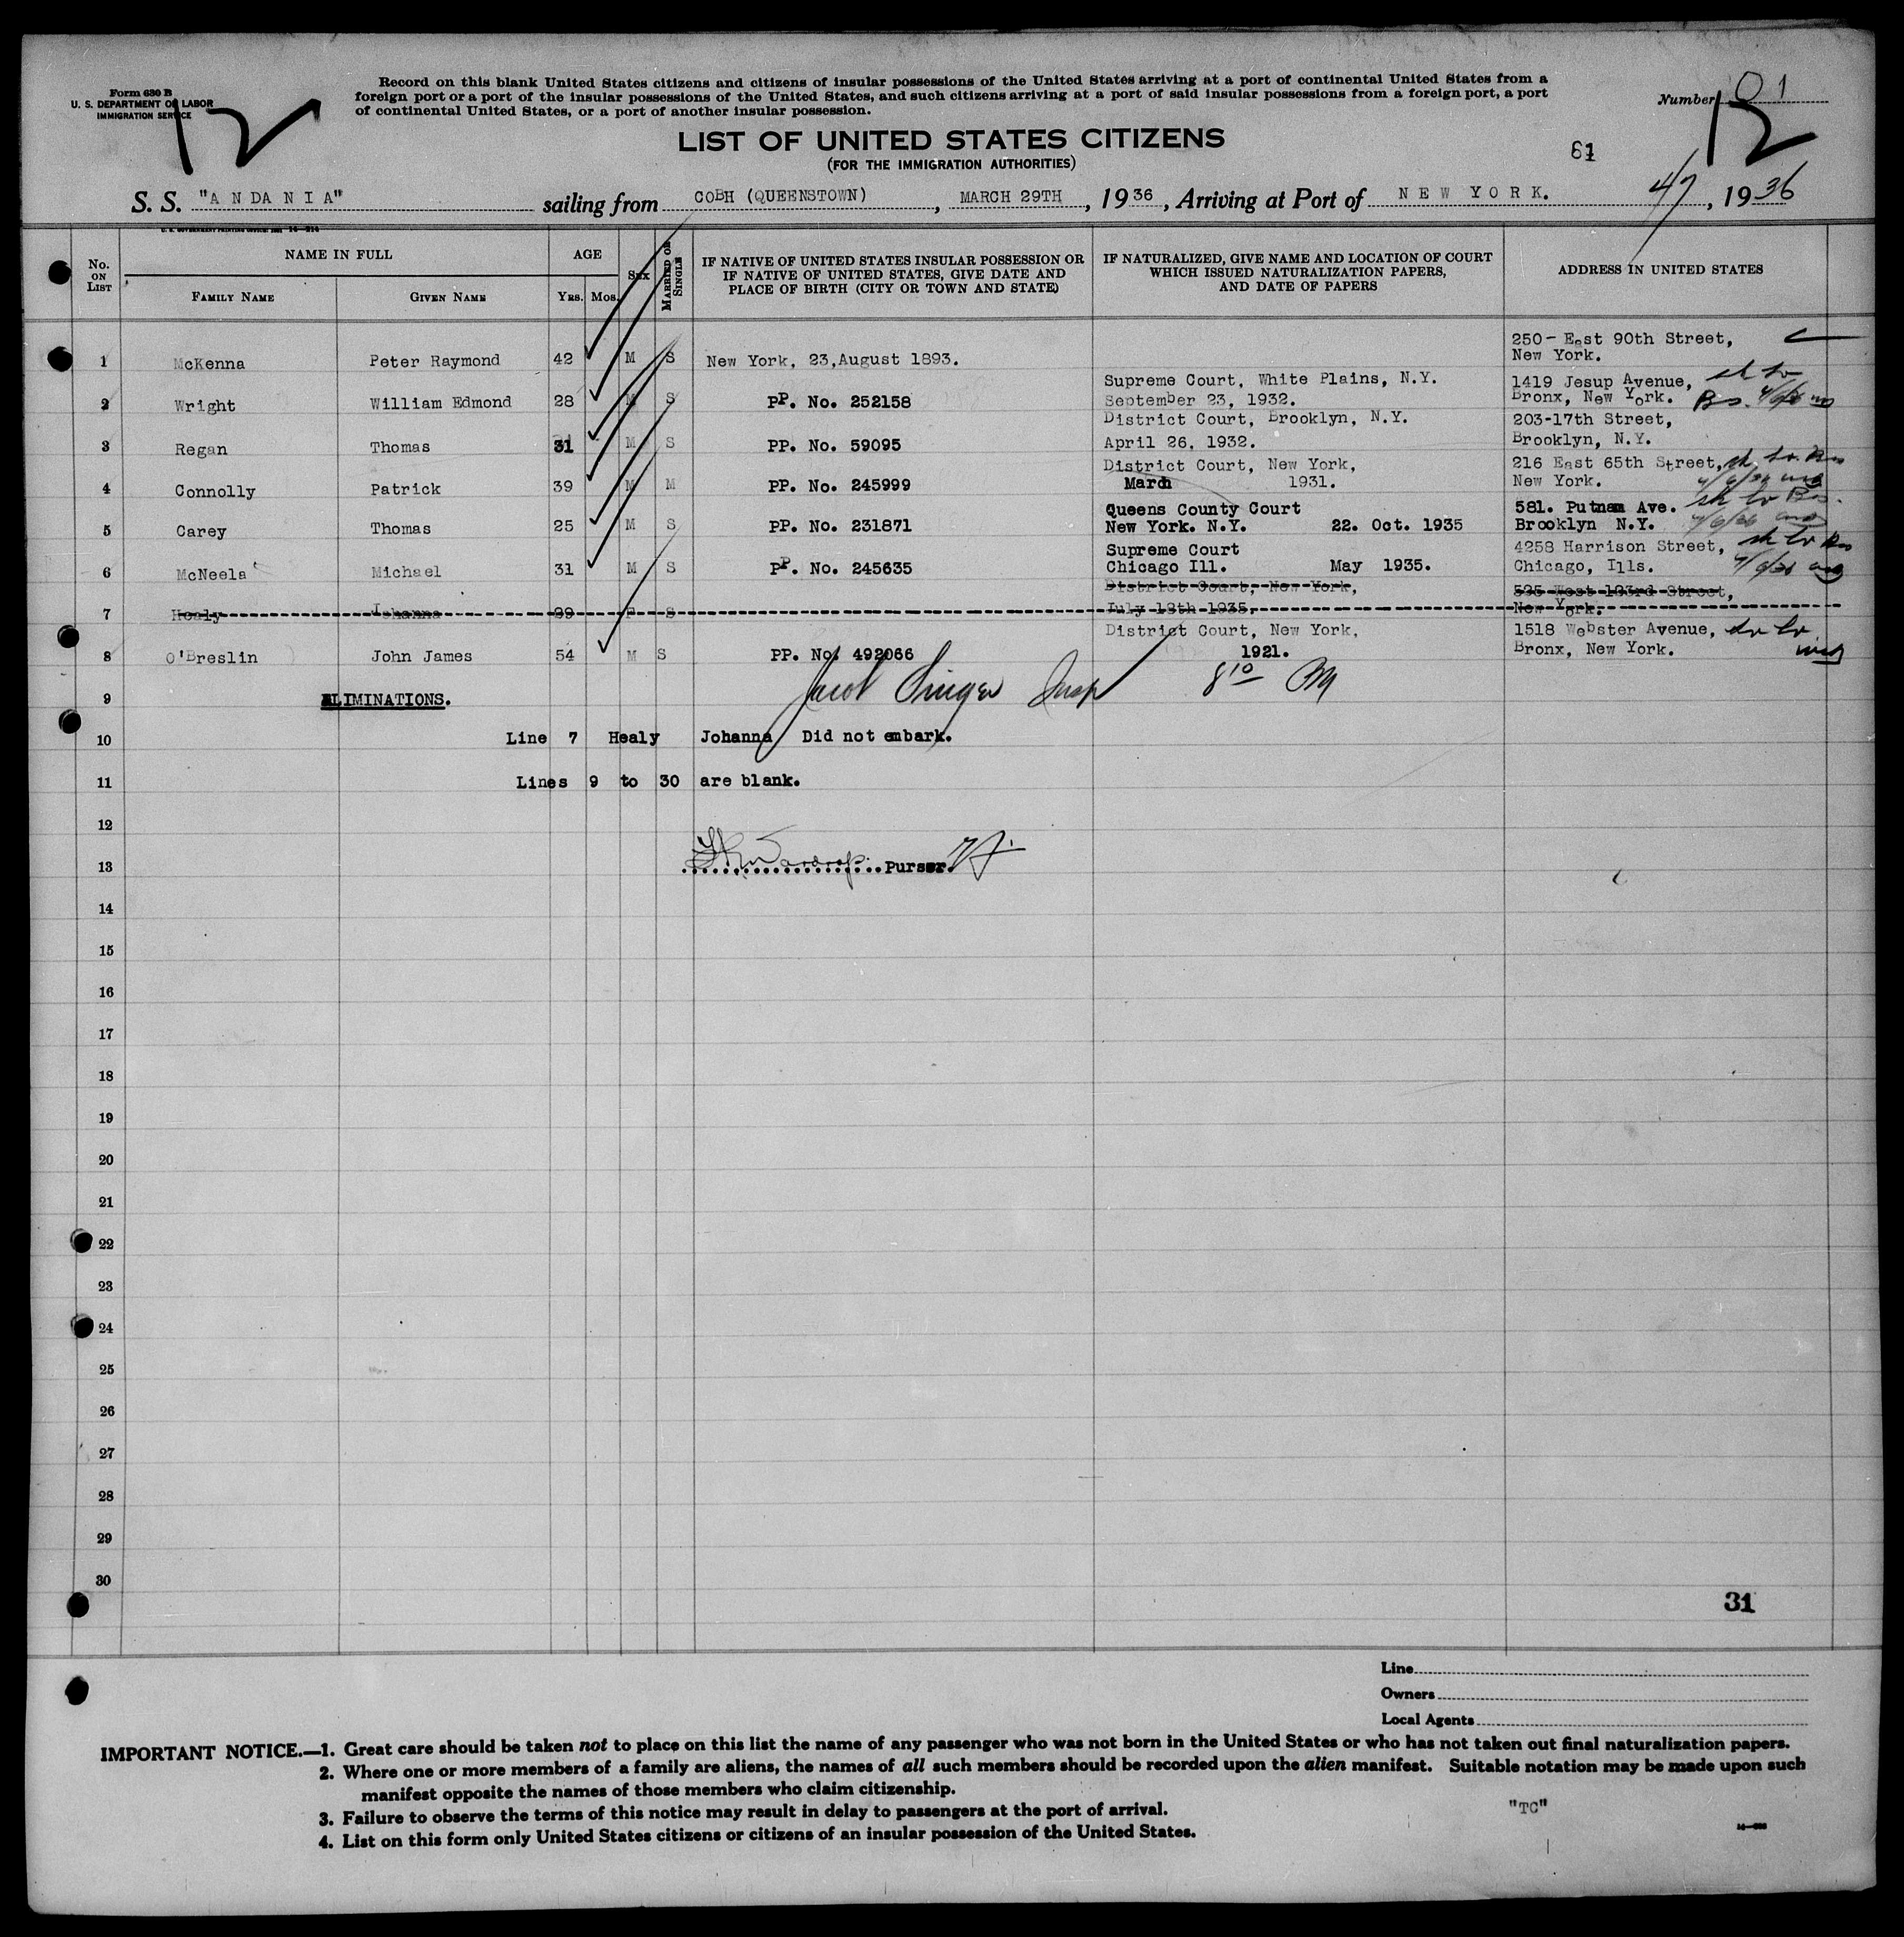 Form 630 B
U. S. DEPARTMENT OF LABOR
IMMIGRATION SERVICE
12
Record on this blank United States citizens and citizens of insular possessions of the United States arriving at a port of continental United States from a
foreign port or a port of the insular possessions of the United States, and such citizens arriving at a port of said insular possessions from a foreign port, a port
of continental United States, or a port of another insular possession.
Number 01
12
LIST OF UNITED STATES CITIZENS
(FOR THE IMMIGRATION AUTHORITIES)
61
S. S. "ANDANIA" sailing from COBH (QUEENSTOWN), MARCH 29TH, 1936, Arriving at Port of NEW YORK. 4/7, 1936
No. ON LIST
NAME IN FULL
FAMILY NAME GIVEN NAME
AGE
YRS. MOS.
SEX
MARRIED OR SINGLE
IF NATIVE OF UNITED STATES INSULAR POSSESSION OR
IF NATIVE OF UNITED STATES, GIVE DATE AND
PLACE OF BIRTH (CITY OR TOWN AND STATE)
IF NATURALIZED, GIVE NAME AND LOCATION OF COURT
WHICH ISSUED NATURALIZATION PAPERS,
AND DATE OF PAPERS
ADDRESS IN UNITED STATES
250- East 90th Street,
1 McKenna Peter Raymond 42 M S New York, 23,August 1893. New York.
Supreme Court, White Plains, N.Y. 1419 Jesup Avenue,
2 Wright William Edmond 28 M S PP. No. 252158 September 23, 1932. Bronx, New York.
District Court, Brooklyn, N.Y. 203-17th Street,
3 Regan Thomas 31 M S PP. No. 59095 April 26, 1932. Brooklyn, N.Y.
District Court, New York, 216 East 65th Street,
4 Connolly Patrick 39 M M PP. No. 245999 March 1931. New York.
Queens County Court 581. Putnam Ave.
5 Carey Thomas 25 M S PP. No. 231871 New York. N.Y. 22. Oct. 1935 Brooklyn N.Y.
Supreme Court 4258 Harrison Street,
6 McNeela Michael 31 M S PP. No. 245635 Chicago Ill. May 1935. Chicago, Ills.
District Court, New York, West 193rd Street,
7 Healy Johanna F S July 18th 1935. New York.
District Court, New York, 1518 Webster Avenue,
8 O'Breslin John James 54 M S PP. No. 492066 1921. Bronx, New York.
Jacob Singer Insp 8 10 PM
9 ELIMINATIONS.
10 Line 7 Healy Johanna Did not embark.
11 Lines 9 to 30 are blank.
12
13 Purser.
14
15
16
17
18
19
20
21
22
23
24
25
26
27
28
29
30
31
Line
Owners
Local Agents
IMPORTANT NOTICE.—1. Great care should be taken not to place on this list the name of any passenger who was not born in the United States or who has not taken out final naturalization papers.
2. Where one or more members of a family are aliens, the names of all such members should be recorded upon the alien manifest. Suitable notation may be made upon such
manifest opposite the names of those members who claim citizenship.
3. Failure to observe the terms of this notice may result in delay to passengers at the port of arrival.
4. List on this form only United States citizens or citizens of an insular possession of the United States.
"TC"